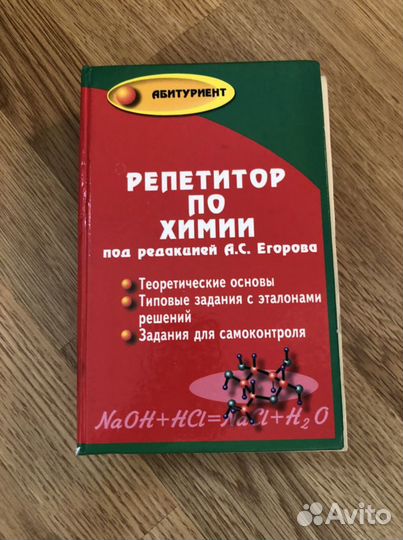 АБИТУРИЕНТ
РЕПЕТИТОР
ПО
ХИМИИ
под редакцией А.С. Егорова
Теоретические основы
Типовые задания с эталонами
решений
Задания для самоконтроля
NaOH+HCl=NaCl+H₂O
Avito